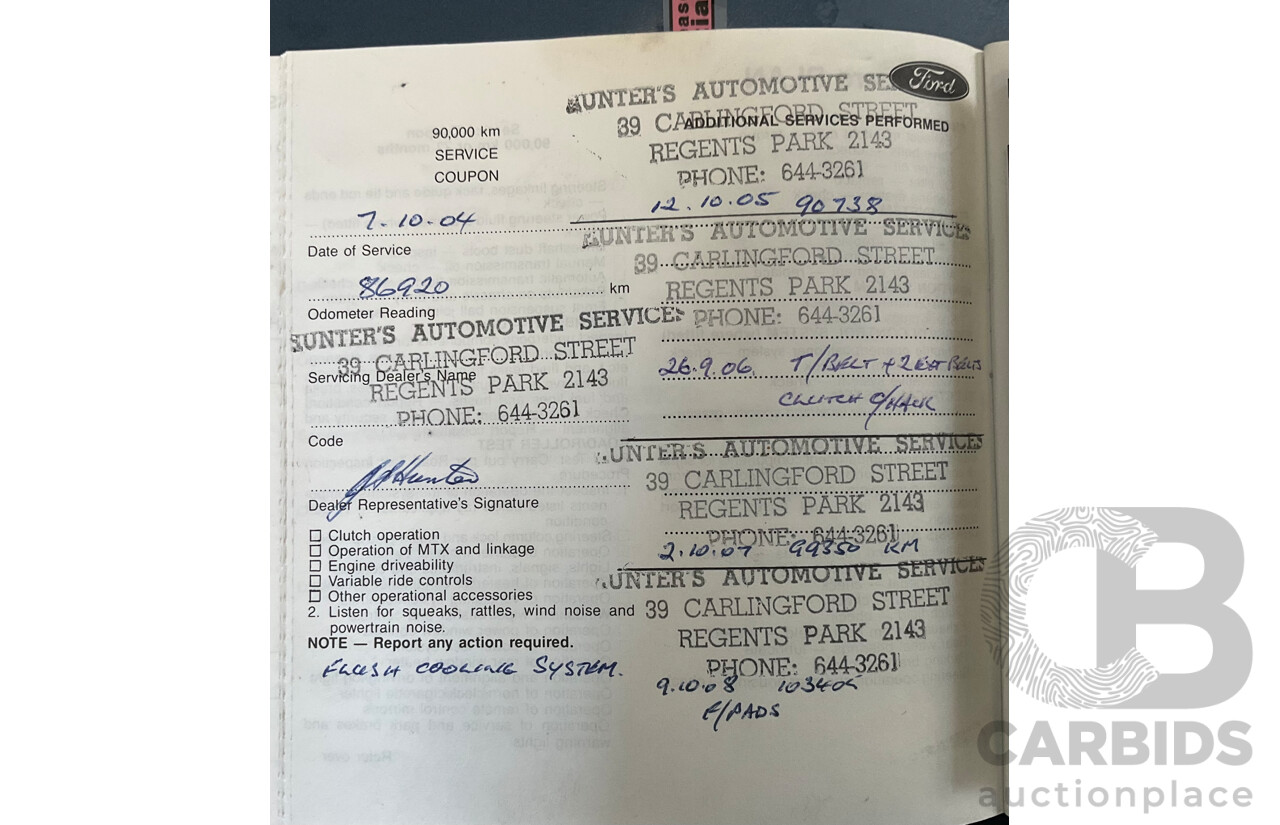 Ford
HUNTER'S AUTOMOTIVE SE
39 CARLINGFORD STREET
ADDITIONAL SERVICES PERFORMED
REGENTS PARK 2143
PHONE: 644-3261
12.10.05 90738
90,000 km
SERVICE
COUPON
7-10-04
Date of Service
86920 km
Odometer Reading
HUNTER'S AUTOMOTIVE SERVICES
39 CARLINGFORD STREET
Servicing Dealer's Name
REGENTS PARK 2143
PHONE: 644-3261
Code
J Hunter
Dealer Representative's Signature
☐ Clutch operation
☐ Operation of MTX and linkage
☐ Engine driveability
☐ Variable ride controls
☐ Other operational accessories
2. Listen for squeaks, rattles, wind noise and
powertrain noise.
NOTE — Report any action required.
FLUSH COOLING SYSTEM.
HUNTER'S AUTOMOTIVE SERVICES
39 CARLINGFORD STREET
REGENTS PARK 2143
PHONE: 644-3261
26.9.06. T/BELT + 2 EXT BELTS
CLUTCH
HUNTER'S AUTOMOTIVE SERVICES
39 CARLINGFORD STREET
REGENTS PARK 2143
PHONE: 644-3261
2.10.07 99350 KM
HUNTER'S AUTOMOTIVE SERVICES
39 CARLINGFORD STREET
REGENTS PARK 2143
PHONE: 644-3261
9.10.08 103405
F/PADS
CB
CARBIDS
auctionplace